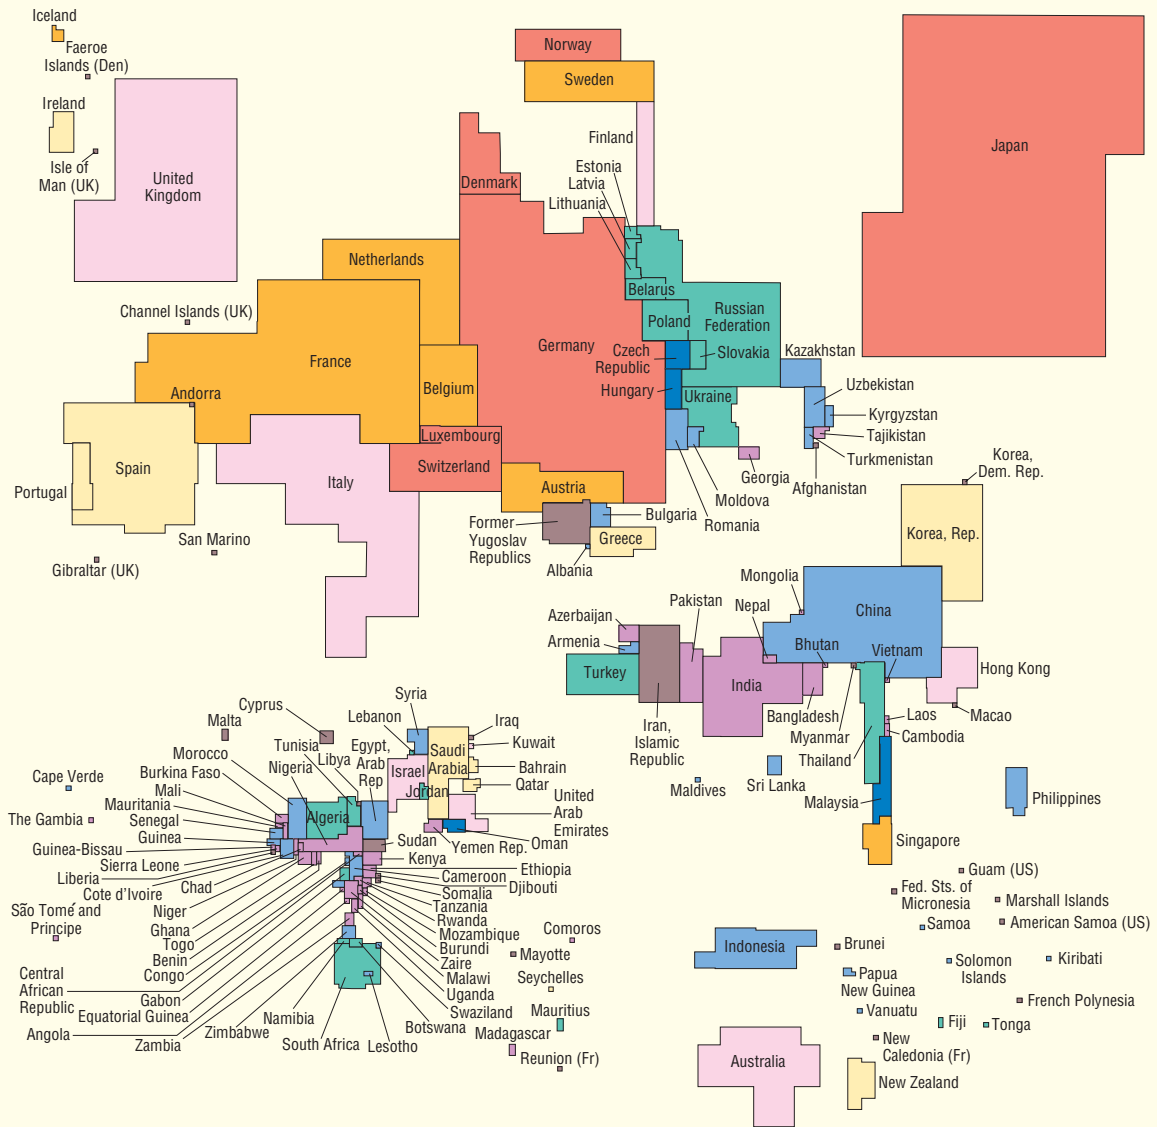 Iceland
Faeroe
Islands (Den)
Ireland
Isle of
Man (UK)
United
Kingdom
Norway
Sweden
Finland
Japan
Denmark
Estonia
Latvia
Lithuania
Netherlands
Belarus
Channel Islands (UK)
Poland
Russian
Federation
France
Germany
Czech
Republic
Slovakia
Kazakhstan
Andorra
Belgium
Hungary
Ukraine
Uzbekistan
Kyrgyzstan
Luxembourg
Tajikistan
Spain
Switzerland
Turkmenistan
Korea,
Dem. Rep.
Portugal
Italy
Austria
Georgia
Afghanistan
Moldova
Bulgaria
Romania
Former
Yugoslav
Republics
Greece
Korea, Rep.
San Marino
Gibraltar (UK)
Albania
Mongolia
Pakistan
Nepal
China
Azerbaijan
Armenia
Bhutan
Vietnam
Turkey
India
Hong Kong
Syria
Cyprus
Malta
Lebanon
Iraq
Iran,
Islamic
Republic
Bangladesh
Myanmar
Thailand
Laos
Cambodia
Macao
Morocco
Tunisia
Libya
Egypt,
Arab
Rep
Saudi
Arabia
Kuwait
Bahrain
Qatar
Israel
Jordan
Cape Verde
Burkina Faso
Nigeria
Mali
Mauritania
Senegal
The Gambia
Algeria
United
Arab
Emirates
Maldives
Sri Lanka
Malaysia
Philippines
Guinea
Guinea-Bissau
Sierra Leone
Liberia
Cote d’Ivoire
Chad
Sudan
Yemen Rep.
Oman
Singapore
Kenya
Ethiopia
Cameroon
Djibouti
Somalia
Tanzania
Rwanda
Mozambique
Burundi
Zaire
Malawi
Uganda
Swaziland
Botswana
São Tomé and
Principe
Niger
Ghana
Togo
Benin
Congo
Central
African
Republic
Gabon
Equatorial Guinea
Angola
Zambia
Zimbabwe
Namibia
South Africa
Lesotho
Comoros
Mayotte
Seychelles
Mauritius
Madagascar
Reunion (Fr)
Guam (US)
Fed. Sts. of
Micronesia
Marshall Islands
Samoa
American Samoa (US)
Indonesia
Brunei
Solomon
Islands
Kiribati
Papua
New Guinea
French Polynesia
Vanuatu
Fiji
Tonga
New
Caledonia (Fr)
Australia
New Zealand